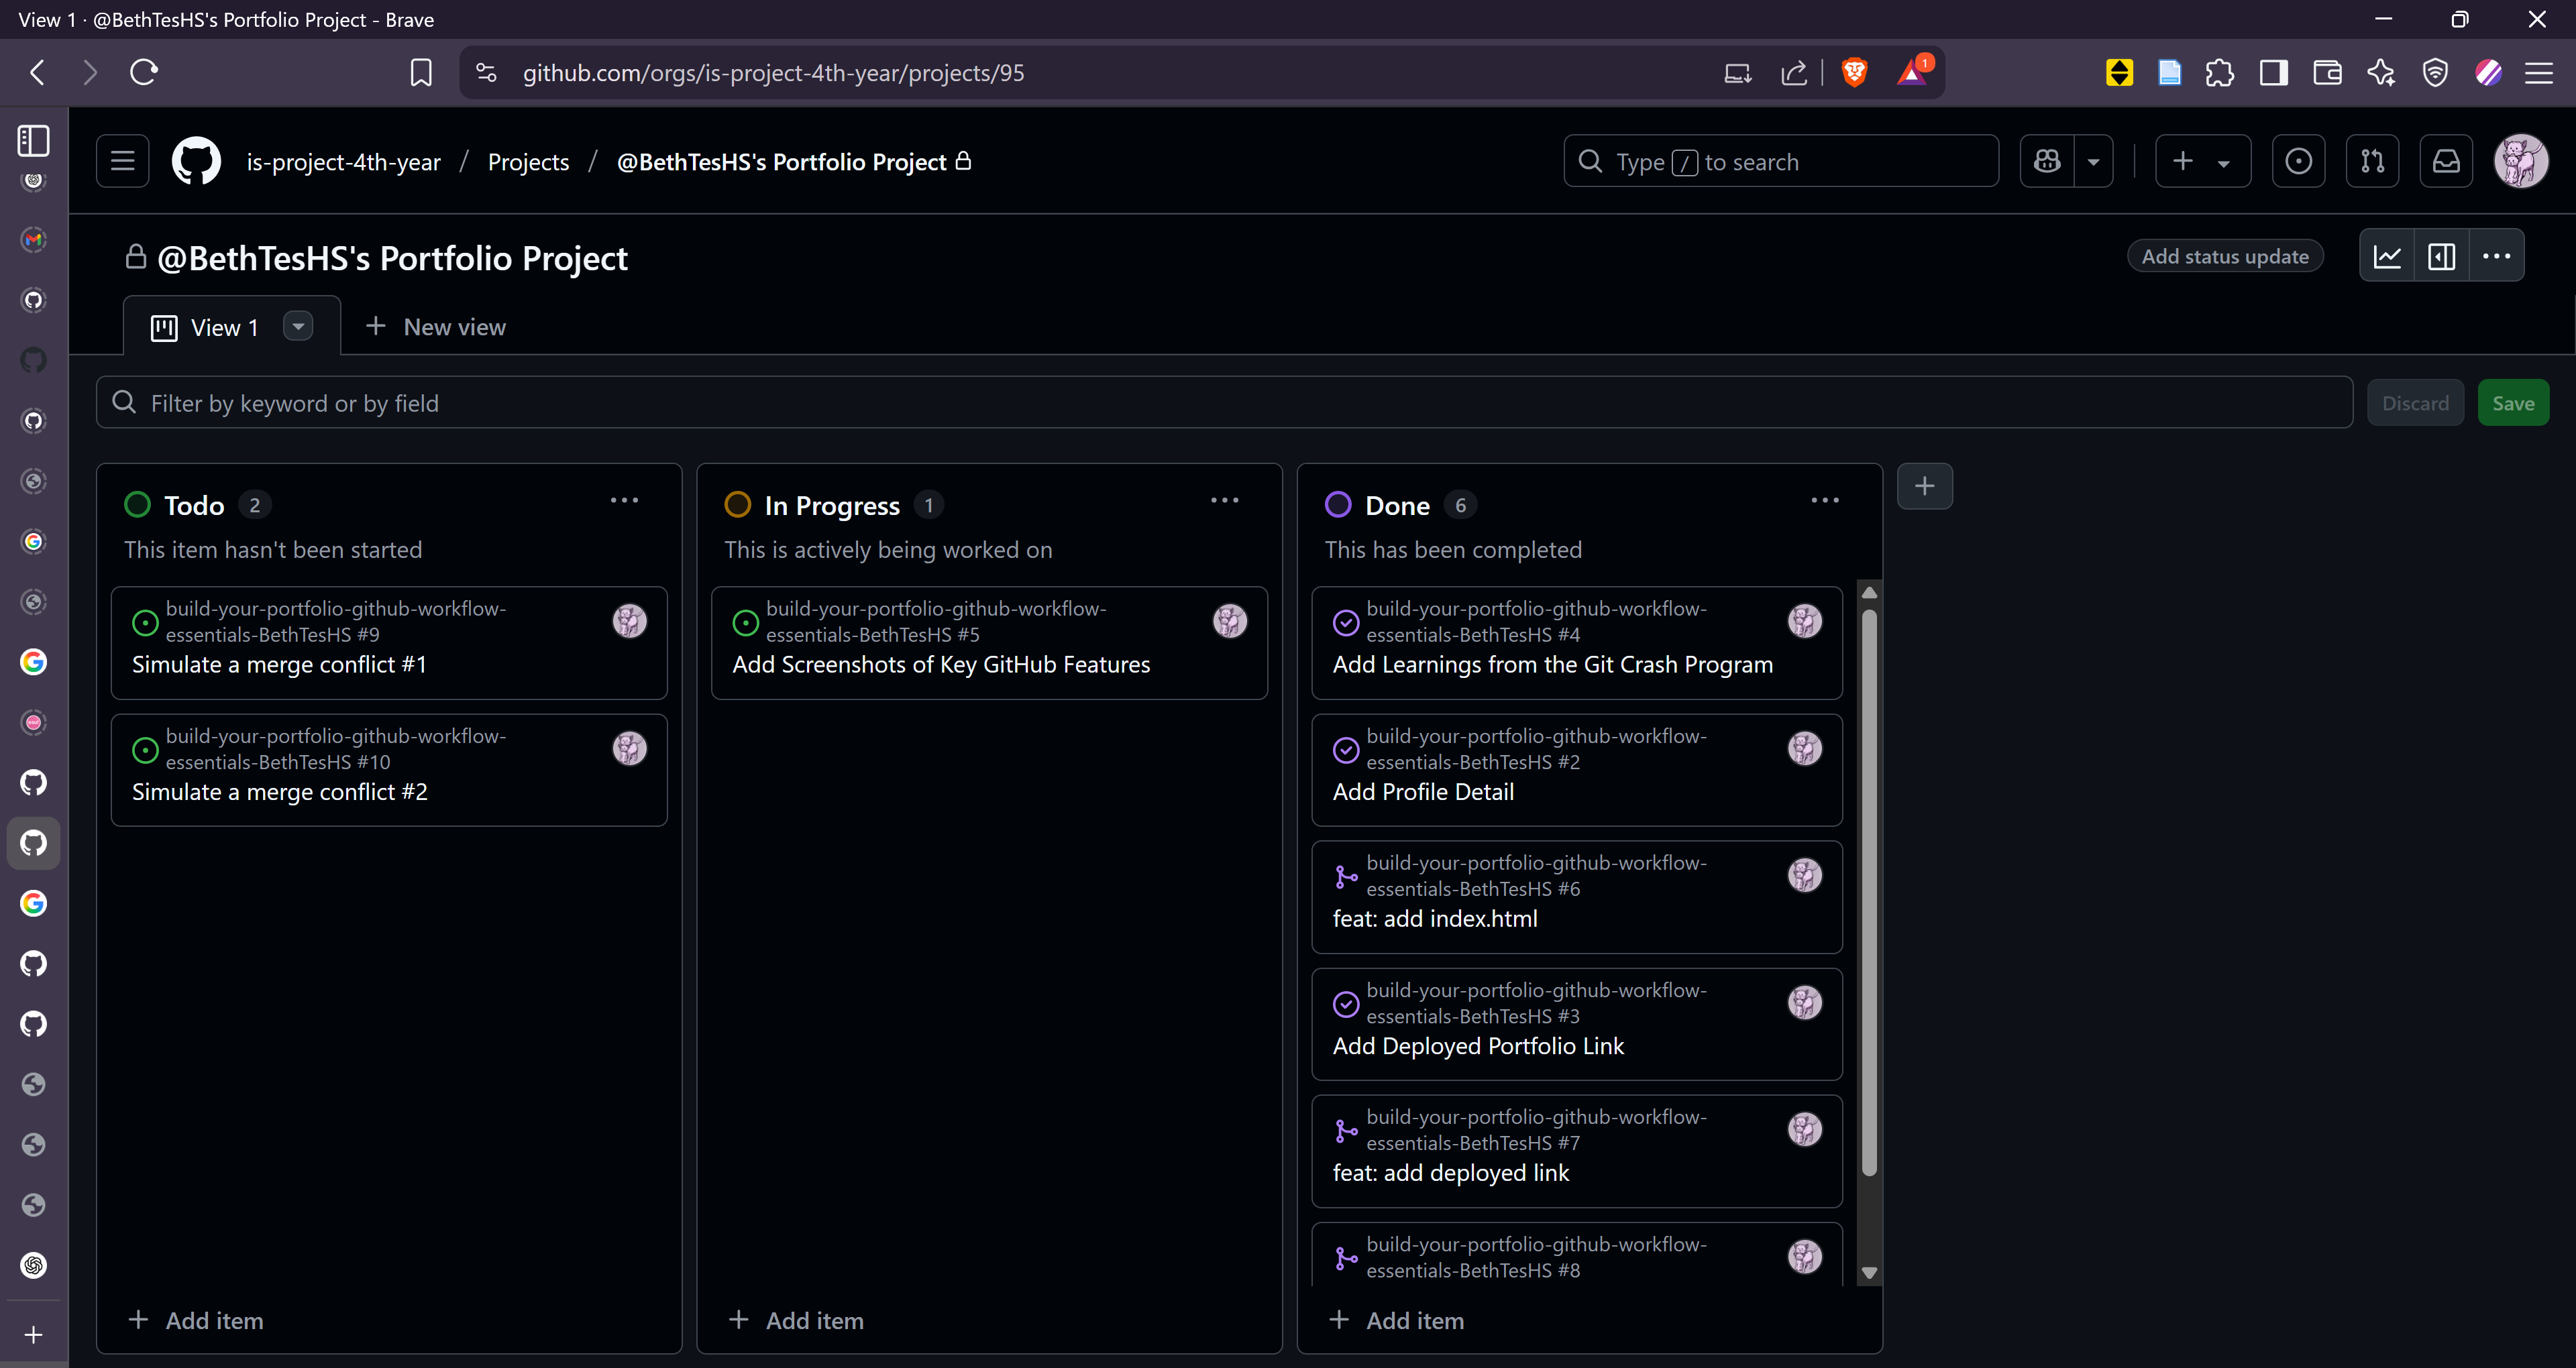 View 1 · @BethTesHS's Portfolio Project - Brave
github.com/orgs/is-project-4th-year/projects/95
1
is-project-4th-year / Projects / @BethTesHS's Portfolio Project
Type / to search
@BethTesHS's Portfolio Project
Add status update
View 1
New view
Filter by keyword or by field
Discard
Save
Todo 2
This item hasn't been started
build-your-portfolio-github-workflow-
essentials-BethTesHS #9
Simulate a merge conflict #1
build-your-portfolio-github-workflow-
essentials-BethTesHS #10
Simulate a merge conflict #2
Add item
In Progress 1
This is actively being worked on
build-your-portfolio-github-workflow-
essentials-BethTesHS #5
Add Screenshots of Key GitHub Features
Add item
Done 6
This has been completed
build-your-portfolio-github-workflow-
essentials-BethTesHS #4
Add Learnings from the Git Crash Program
build-your-portfolio-github-workflow-
essentials-BethTesHS #2
Add Profile Detail
build-your-portfolio-github-workflow-
essentials-BethTesHS #6
feat: add index.html
build-your-portfolio-github-workflow-
essentials-BethTesHS #3
Add Deployed Portfolio Link
build-your-portfolio-github-workflow-
essentials-BethTesHS #7
feat: add deployed link
build-your-portfolio-github-workflow-
essentials-BethTesHS #8
Add item